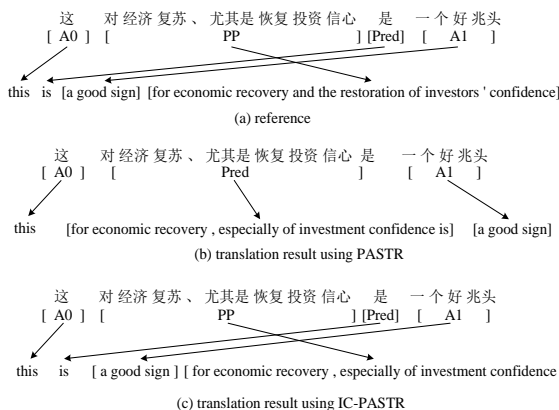 这 对 经济 复苏 、 尤其是 恢复 投资 信心 是 一 个 好 兆头
[ A0 ] [ PP ] [Pred] [ A1 ]
this is [a good sign] [for economic recovery and the restoration of investors ' confidence]
(a) reference
这 对 经济 复苏 、 尤其是 恢复 投资 信心 是 一 个 好 兆头
[ A0 ] [ Pred ] [ A1 ]
this [for economic recovery , especially of investment confidence is] [a good sign]
(b) translation result using PASTR
这 对 经济 复苏 、 尤其是 恢复 投资 信心 是 一 个 好 兆头
[ A0 ] [ PP ] [Pred] [ A1 ]
this is [ a good sign ] [ for economic recovery , especially of investment confidence
(c) translation result using IC-PASTR